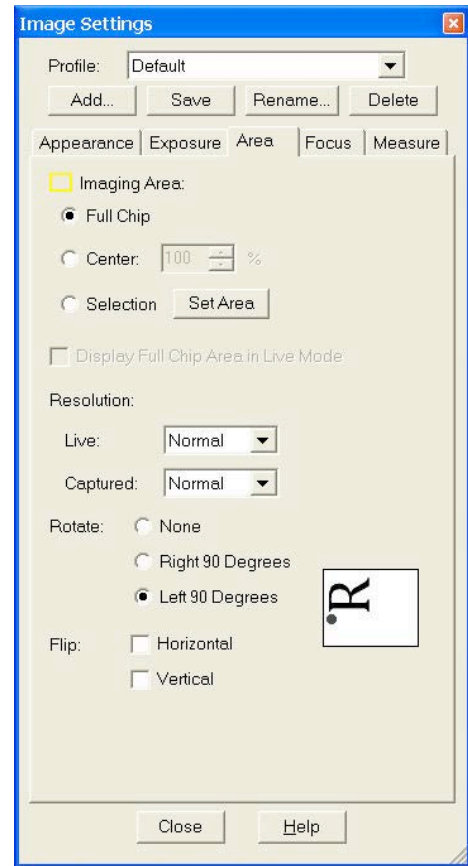 Image Settings
Profile: Default
Add... Save Rename... Delete
Appearance Exposure Area Focus Measure
Imaging Area:
Full Chip
Center: 100 %
Selection Set Area
Display Full Chip Area in Live Mode
Resolution:
Live: Normal
Captured: Normal
Rotate: None
Right 90 Degrees
Left 90 Degrees
R
Flip: Horizontal
Vertical
Close Help